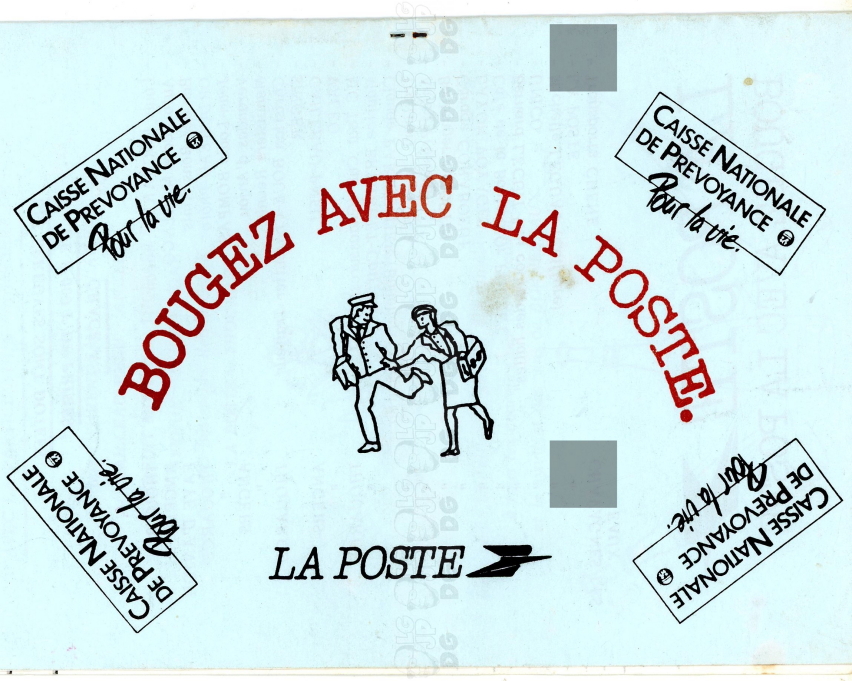 CAISSE NATIONALE
DE PREVOYANCE
Pour la vie.
CAISSE NATIONALE
DE PREVOYANCE
Pour la vie.
BOUGEZ AVEC LA POSTE.
CAISSE NATIONALE
DE PREVOYANCE
Pour la vie.
CAISSE NATIONALE
DE PREVOYANCE
Pour la vie.
LA POSTE